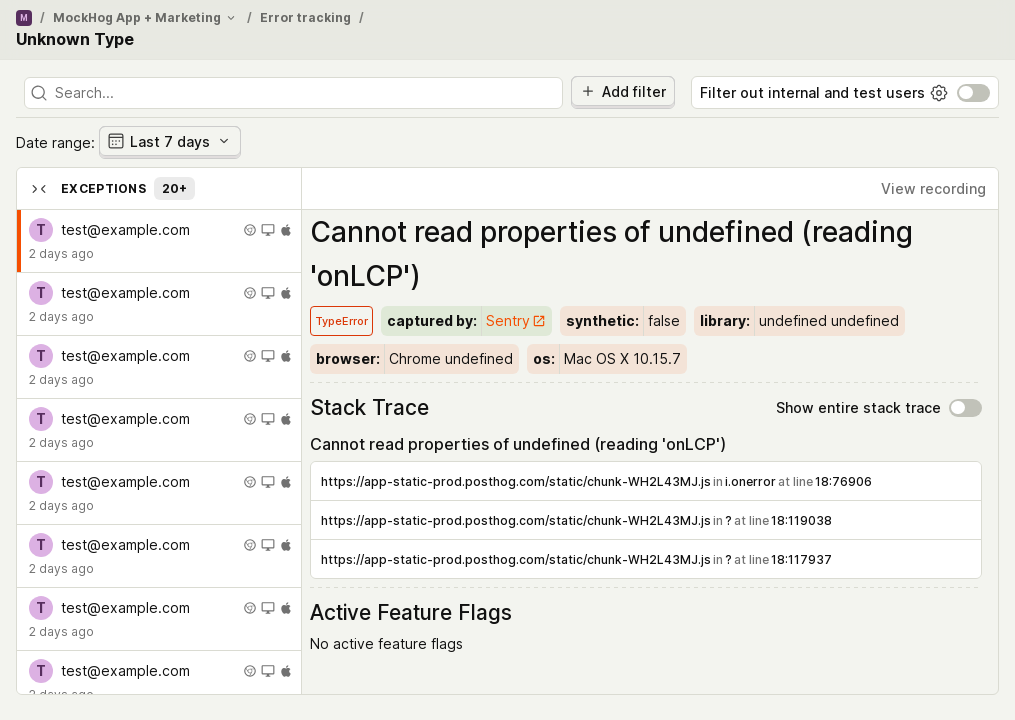 M / MockHog App + Marketing / Error tracking /
Unknown Type
Search... Add filter Filter out internal and test users
Date range: Last 7 days
EXCEPTIONS 20+ View recording
T test@example.com
2 days ago
T test@example.com
2 days ago
T test@example.com
2 days ago
T test@example.com
2 days ago
T test@example.com
2 days ago
T test@example.com
2 days ago
T test@example.com
2 days ago
T test@example.com
2 days ago
Cannot read properties of undefined (reading
'onLCP')
TypeError captured by: Sentry synthetic: false library: undefined undefined
browser: Chrome undefined os: Mac OS X 10.15.7
Stack Trace Show entire stack trace
Cannot read properties of undefined (reading 'onLCP')
https://app-static-prod.posthog.com/static/chunk-WH2L43MJ.js in i.onerror at line 18:76906
https://app-static-prod.posthog.com/static/chunk-WH2L43MJ.js in ? at line 18:119038
https://app-static-prod.posthog.com/static/chunk-WH2L43MJ.js in ? at line 18:117937
Active Feature Flags
No active feature flags